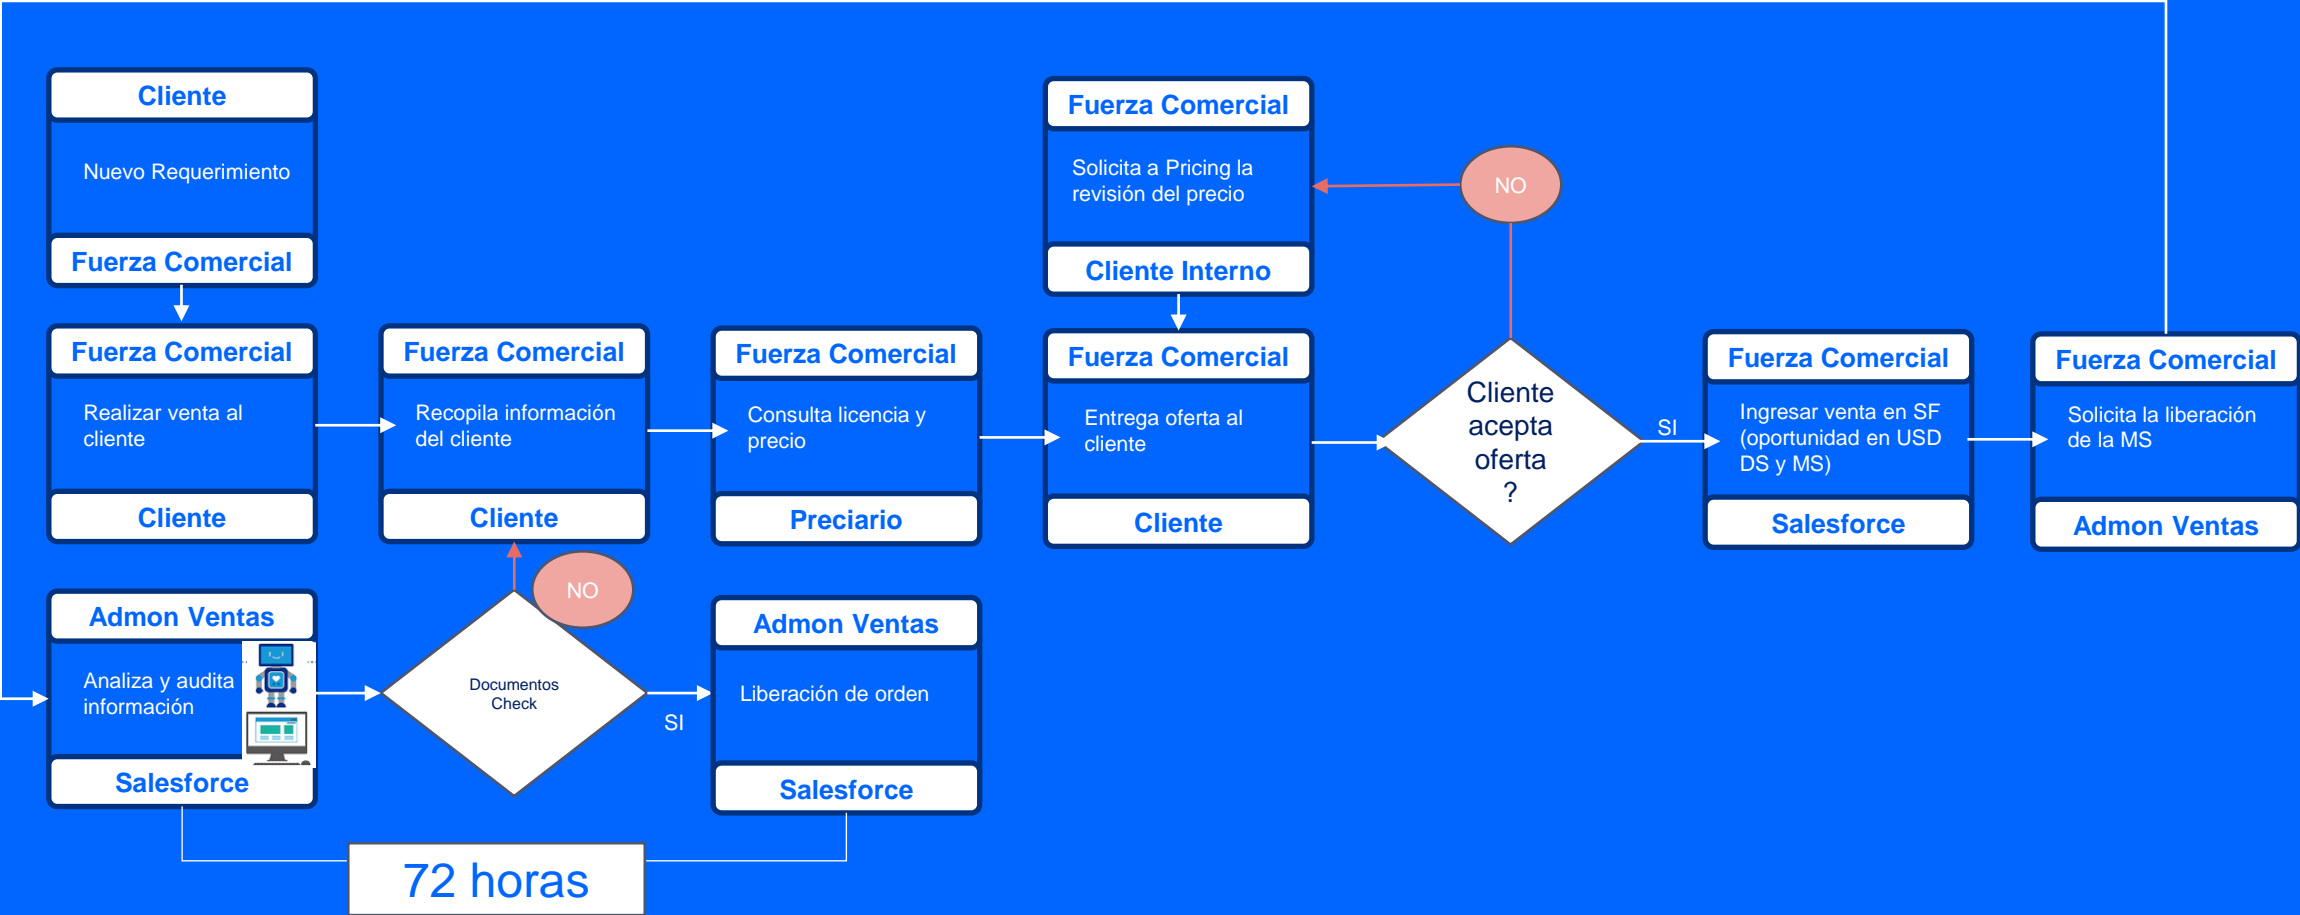 Cliente
Nuevo Requerimiento
Fuerza Comercial
Fuerza Comercial
Solicita a Pricing la
revisión del precio
Cliente Interno
NO
Fuerza Comercial
Realizar venta al
cliente
Cliente
Fuerza Comercial
Recopila información
del cliente
Cliente
Fuerza Comercial
Consulta licencia y
precio
Preciario
Fuerza Comercial
Entrega oferta al
cliente
Cliente
Cliente
acepta
oferta
?
SI
Fuerza Comercial
Ingresar venta en SF
(oportunidad en USD
DS y MS)
Salesforce
Fuerza Comercial
Solicita la liberación
de la MS
Admon Ventas
Admon Ventas
Analiza y audita
información
Salesforce
Documentos
Check
NO
SI
Admon Ventas
Liberación de orden
Salesforce
72 horas